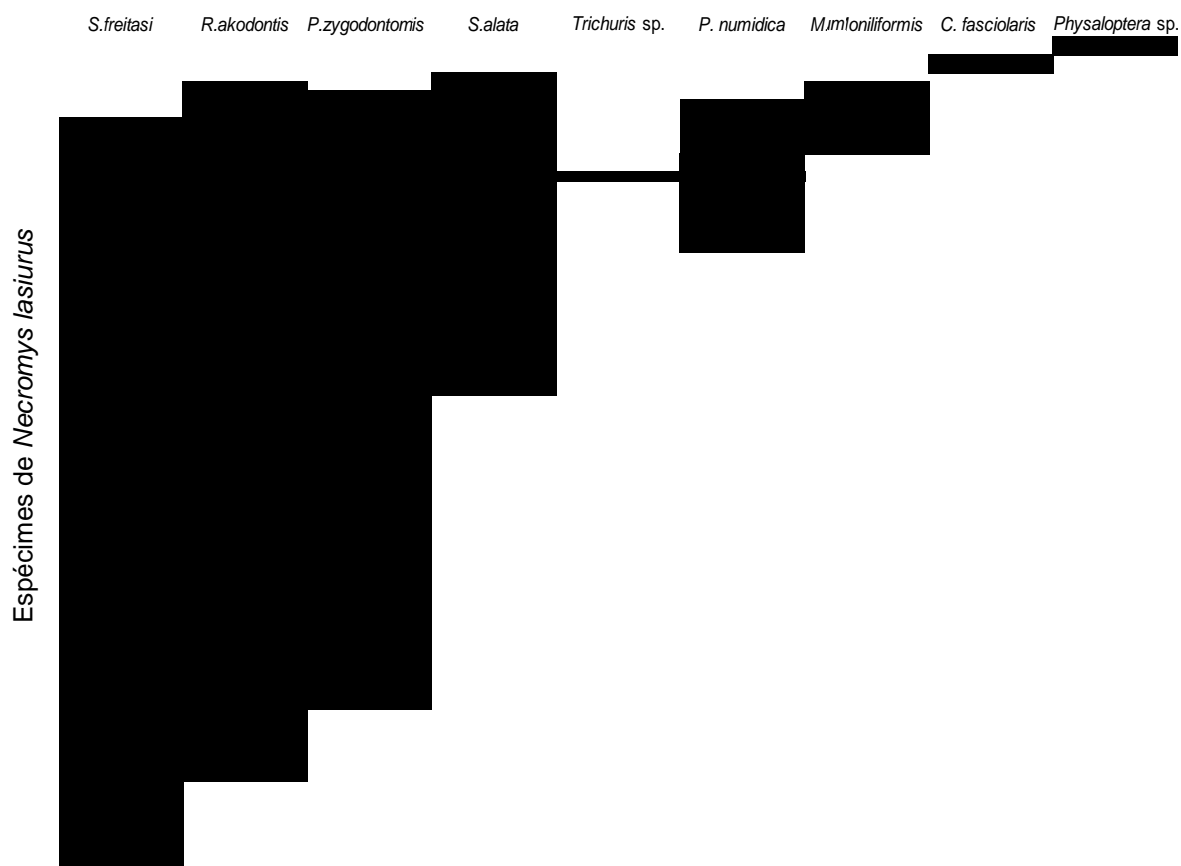 S.freitasi R.akodontis P.zygodontomis S.alata Trichuris sp. P. numidica C. fasciolaris Physaloptera sp.
Espécimes de Necromys lasiurus